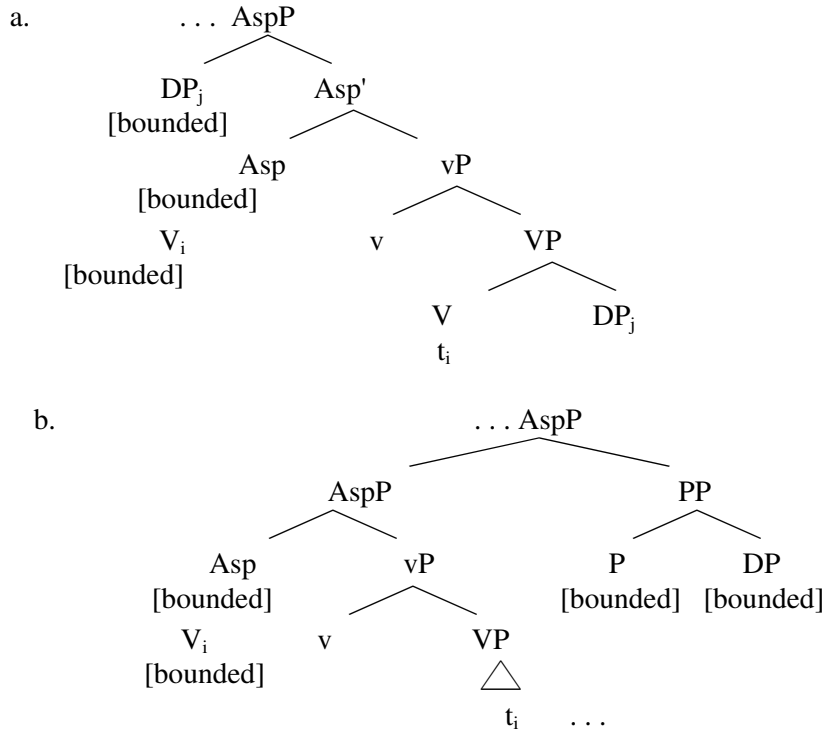 a. . . . AspP
DPj Asp'
[bounded]
Asp vP
[bounded]
Vi v VP
[bounded]
V DPj
ti
b. . . . AspP
AspP PP
Asp vP P DP
[bounded] [bounded] [bounded]
Vi v VP
[bounded]
ti . . .